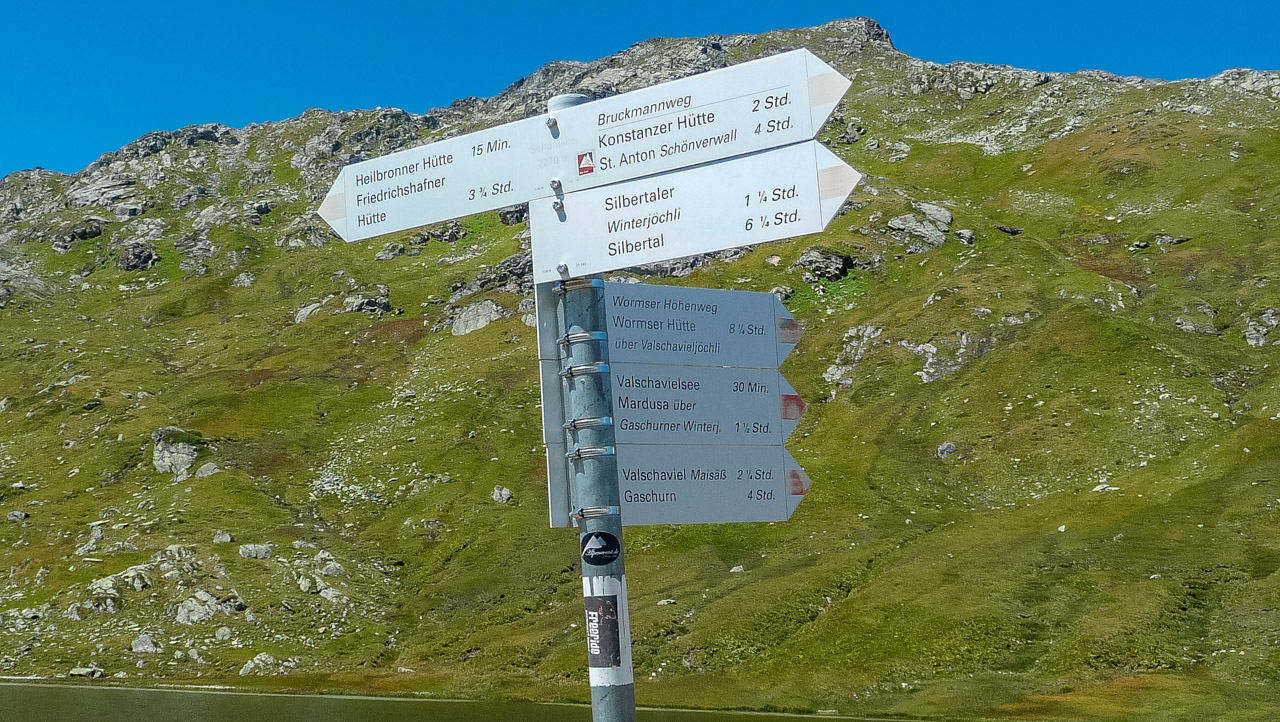 Heilbronner Hütte 15 Min.
Friedrichshafner
Hütte 3 ¾ Std.
Bruckmannweg
Konstanzer Hütte 2 Std.
St. Anton Schönverwall 4 Std.
Silbertaler
Winterjöchli 1 ¼ Std.
Silbertal 6 ¼ Std.
Wormser Höhenweg
Wormser Hütte 8 ¼ Std.
über Valschavieljöchli
Valschavielsee 30 Min.
Mardusa über
Gaschurner Winterj. 1 ½ Std.
Valschaviel Maisäß 2 ¼ Std.
Gaschurn 4 Std.
Freeride